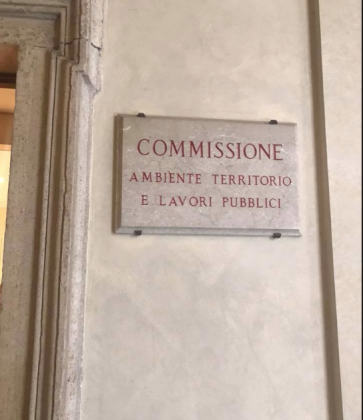 COMMISSIONE
AMBIENTE TERRITORIO
E LAVORI PUBBLICI